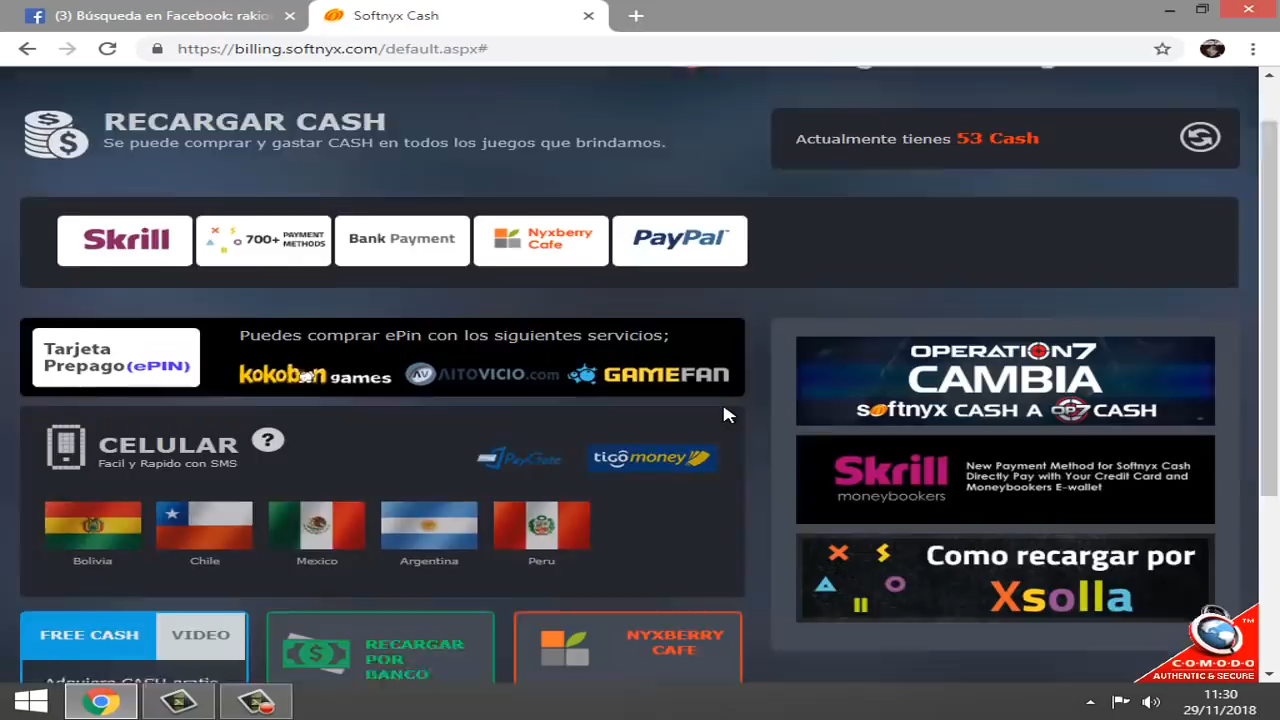 (3) Búsqueda en Facebook: rakio
Softnyx Cash
https://billing.softnyx.com/default.aspx#
RECARGAR CASH
Se puede comprar y gastar CASH en todos los juegos que brindamos.
Actualmente tienes 53 Cash
Skrill
700+ PAYMENT METHODS
Bank Payment
Nyxberry Cafe
PayPal
Tarjeta
Prepago(ePIN)
Puedes comprar ePin con los siguientes servicios;
kokoban games
AV AITOVICIO.com
GAMEFAN
OPERATION7
CAMBIA
softnyx CASH A OP7 CASH
CELULAR ?
Facil y Rapido con SMS
PayGate
tigo money
Skrill
moneybookers
New Payment Method for Softnyx Cash
Directly Pay with Your Credit Card and
Moneybookers E-wallet
Bolivia
Chile
Mexico
Argentina
Peru
Como recargar por
Xsolla
FREE CASH
VIDEO
Adquiere CASH gratis
RECARGAR
POR
BANCO
NYXBERRY
CAFE
TM
C·O·M·O·D·O
AUTHENTIC & SECURE
11:30
29/11/2018